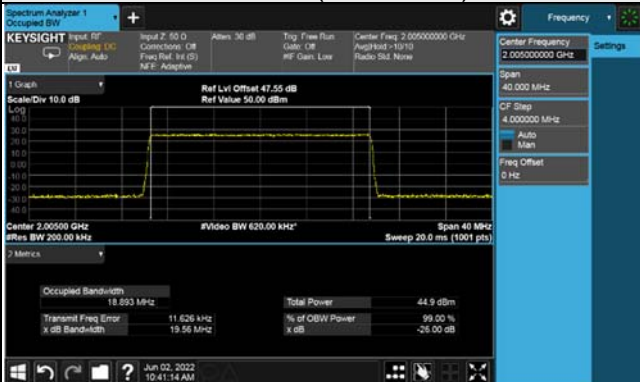 Spectrum Analyzer 1
Occupied BW
Frequency
KEYSIGHT
Input: RF
Coupling: DC
Align: Auto
Input Z: 50 Ω
Corrections: Off
Freq Ref: Int (S)
NFE: Adaptive
Atten: 30 dB
Trig: Free Run
Gate: Off
#IF Gain: Low
Center Freq: 2.005000000 GHz
Avg|Hold:>10/10
Radio Std: None
Center Frequency
2.005000000 GHz
Settings
Span
40.000 MHz
CF Step
4.000000 MHz
Auto
Man
Freq Offset
0 Hz
1 Graph
Scale/Div 10.0 dB
Ref Lvl Offset 47.55 dB
Ref Value 50.00 dBm
Log
40.0
30.0
20.0
10.0
0.00
-10.0
-20.0
-30.0
-40.0
Center 2.00500 GHz
#Res BW 200.00 kHz
#Video BW 620.00 kHz*
Span 40 MHz
Sweep 20.0 ms (1001 pts)
2 Metrics
Occupied Bandwidth
18.893 MHz
Total Power 44.9 dBm
Transmit Freq Error 11.626 kHz
% of OBW Power 99.00 %
x dB Bandwidth 19.56 MHz
x dB -26.00 dB
Jun 02, 2022
10:41:14 AM